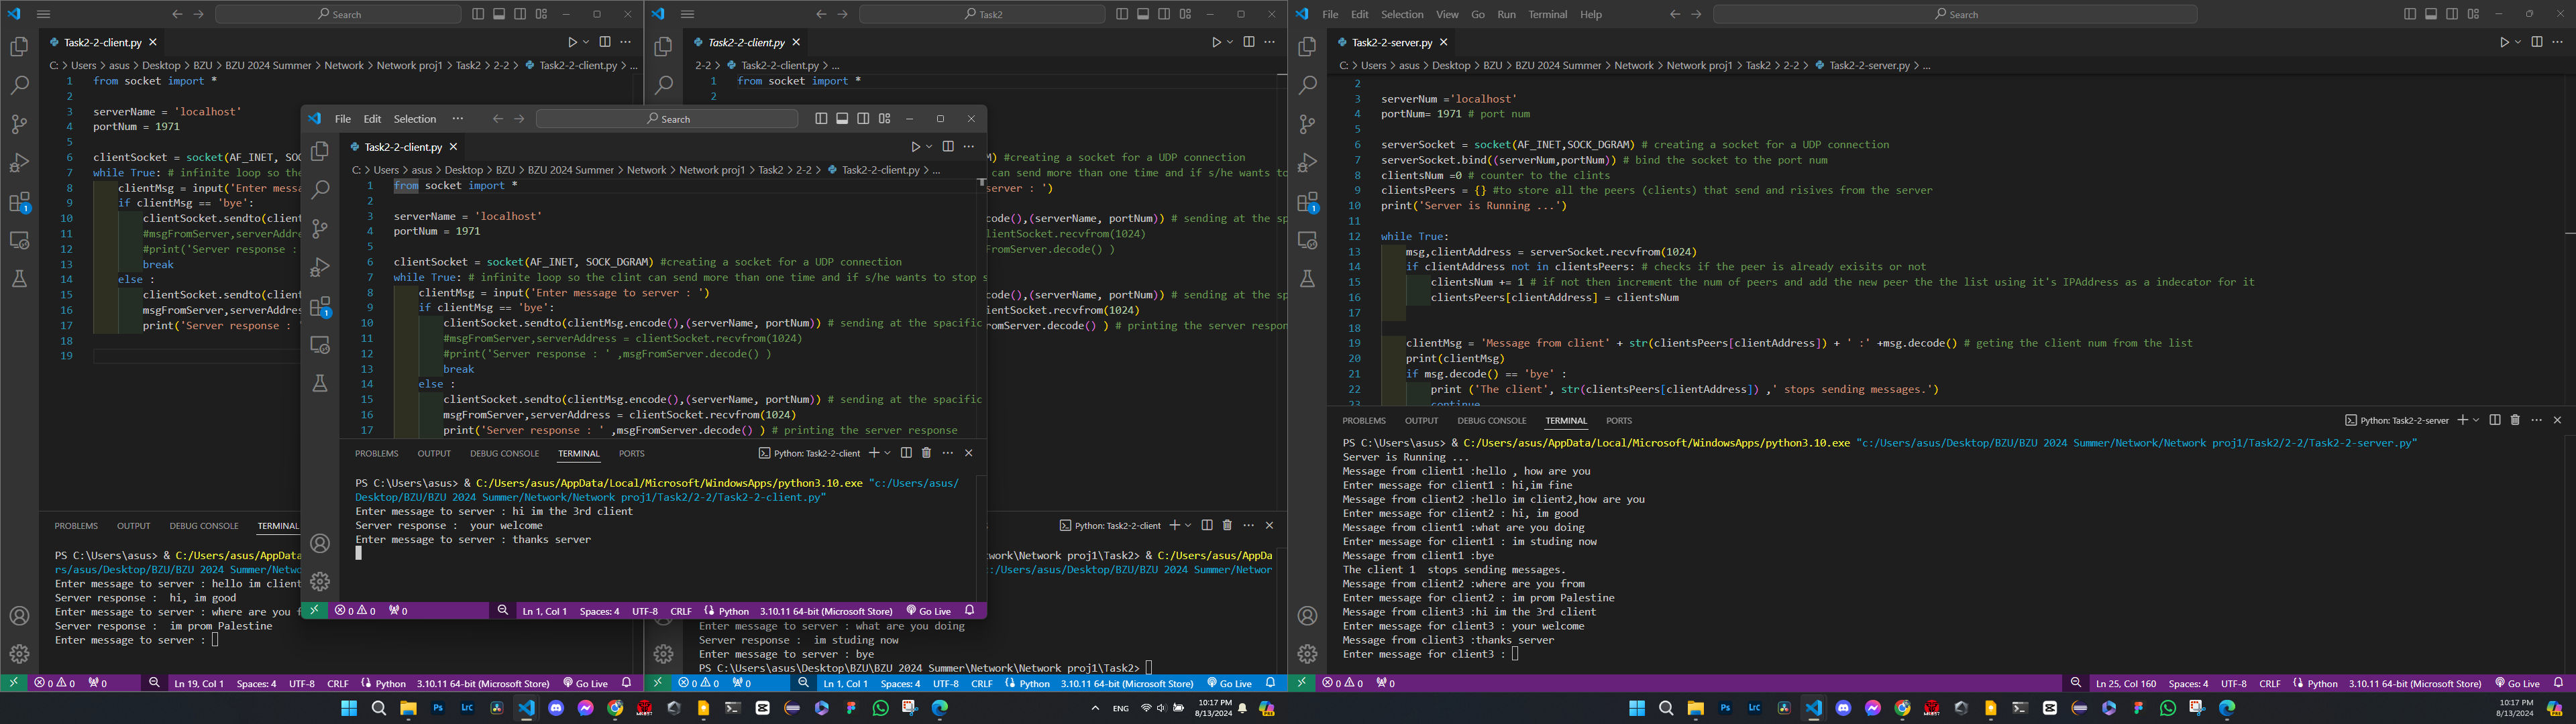 Search
Task2-2-client.py
C: > Users > asus > Desktop > BZU > BZU 2024 Summer > Network > Network proj1 > Task2 > 2-2 > Task2-2-client.py > ...
1 from socket import *
2
3 serverName = 'localhost'
4 portNum = 1971
5
6 clientSocket = socket(AF_INET, SOC
7 while True: # infinite loop so the
8 clientMsg = input('Enter messa
9 if clientMsg == 'bye':
10 clientSocket.sendto(client
11 #msgFromServer,serverAddre
12 #print('Server response :
13 break
14 else :
15 clientSocket.sendto(client
16 msgFromServer,serverAddres
17 print('Server response : '
18
19
PROBLEMS OUTPUT DEBUG CONSOLE TERMINAL
PS C:\Users\asus> & C:/Users/asus/AppData
rs/asus/Desktop/BZU/BZU 2024 Summer/Netwo
Enter message to server : hello im client
Server response :  hi, im good
Enter message to server : where are you f
Server response :  im prom Palestine
Enter message to server :
0 0 0 Ln 19, Col 1 Spaces: 4 UTF-8 CRLF Python 3.10.11 64-bit (Microsoft Store) Go Live
File Edit Selection ... Search
Task2-2-client.py
C: > Users > asus > Desktop > BZU > BZU 2024 Summer > Network > Network proj1 > Task2 > 2-2 > Task2-2-client.py > ...
1 from socket import *
2
3 serverName = 'localhost'
4 portNum = 1971
5
6 clientSocket = socket(AF_INET, SOCK_DGRAM) #creating a socket for a UDP connection
7 while True: # infinite loop so the clint can send more than one time and if s/he wants to stop s
8 clientMsg = input('Enter message to server : ')
9 if clientMsg == 'bye':
10 clientSocket.sendto(clientMsg.encode(),(serverName, portNum)) # sending at the spacific
11 #msgFromServer,serverAddress = clientSocket.recvfrom(1024)
12 #print('Server response : ' ,msgFromServer.decode() )
13 break
14 else :
15 clientSocket.sendto(clientMsg.encode(),(serverName, portNum)) # sending at the spacific
16 msgFromServer,serverAddress = clientSocket.recvfrom(1024)
17 print('Server response : ' ,msgFromServer.decode() ) # printing the server response
PROBLEMS OUTPUT DEBUG CONSOLE TERMINAL PORTS Python: Task2-2-client
PS C:\Users\asus> & C:/Users/asus/AppData/Local/Microsoft/WindowsApps/python3.10.exe "c:/Users/asus/
Desktop/BZU/BZU 2024 Summer/Network/Network proj1/Task2/2-2/Task2-2-client.py"
Enter message to server : hi im the 3rd client
Server response :  your welcome
Enter message to server : thanks server
0 0 0 Ln 1, Col 1 Spaces: 4 UTF-8 CRLF Python 3.10.11 64-bit (Microsoft Store) Go Live
Task2
Task2-2-client.py
2-2 > Task2-2-client.py > ...
1 from socket import *
2
M) #creating a socket for a UDP connection
can send more than one time and if s/he wants to
server : ')
code(),(serverName, portNum)) # sending at the sp
clientSocket.recvfrom(1024)
FromServer.decode() )
code(),(serverName, portNum)) # sending at the sp
ientSocket.recvfrom(1024)
omServer.decode() ) # printing the server respon
Python: Task2-2-client
twork\Network proj1\Task2> & C:/Users/asus/AppDa
:/Users/asus/Desktop/BZU/BZU 2024 Summer/Networ
Enter message to server : what are you doing
Server response :  im studing now
Enter message to server : bye
PS C:\Users\asus\Desktop\BZU\BZU 2024 Summer\Network\Network proj1\Task2>
0 0 0 Ln 1, Col 1 Spaces: 4 UTF-8 CRLF Python 3.10.11 64-bit (Microsoft Store) Go Live
ENG 10:17 PM
8/13/2024
File Edit Selection View Go Run Terminal Help Search
Task2-2-server.py
C: > Users > asus > Desktop > BZU > BZU 2024 Summer > Network > Network proj1 > Task2 > 2-2 > Task2-2-server.py > ...
2
3 serverNum ='localhost'
4 portNum= 1971 # port num
5
6 serverSocket = socket(AF_INET,SOCK_DGRAM) # creating a socket for a UDP connection
7 serverSocket.bind((serverNum,portNum)) # bind the socket to the port num
8 clientsNum =0 # counter to the clints
9 clientsPeers = {} #to store all the peers (clients) that send and risives from the server
10 print('Server is Running ...')
11
12 while True:
13 msg,clientAddress = serverSocket.recvfrom(1024)
14 if clientAddress not in clientsPeers: # checks if the peer is already exisits or not
15 clientsNum += 1 # if not then increment the num of peers and add the new peer the the list using it's IPAddress as a indecator for it
16 clientsPeers[clientAddress] = clientsNum
17
18
19 clientMsg = 'Message from client' + str(clientsPeers[clientAddress]) + ' :' +msg.decode() # geting the client num from the list
20 print(clientMsg)
21 if msg.decode() == 'bye' :
22 print ('The client', str(clientsPeers[clientAddress]) ,' stops sending messages.')
23 continue
PROBLEMS OUTPUT DEBUG CONSOLE TERMINAL PORTS Python: Task2-2-server
PS C:\Users\asus> & C:/Users/asus/AppData/Local/Microsoft/WindowsApps/python3.10.exe "c:/Users/asus/Desktop/BZU/BZU 2024 Summer/Network/Network proj1/Task2/2-2/Task2-2-server.py"
Server is Running ...
Message from client1 :hello , how are you
Enter message for client1 : hi,im fine
Message from client2 :hello im client2,how are you
Enter message for client2 : hi, im good
Message from client1 :what are you doing
Enter message for client1 : im studing now
Message from client1 :bye
The client 1  stops sending messages.
Message from client2 :where are you from
Enter message for client2 : im prom Palestine
Message from client3 :hi im the 3rd client
Enter message for client3 : your welcome
Message from client3 :thanks server
Enter message for client3 :
0 0 0 Ln 25, Col 160 Spaces: 4 UTF-8 CRLF Python 3.10.11 64-bit (Microsoft Store) Go Live
10:17 PM
8/13/2024